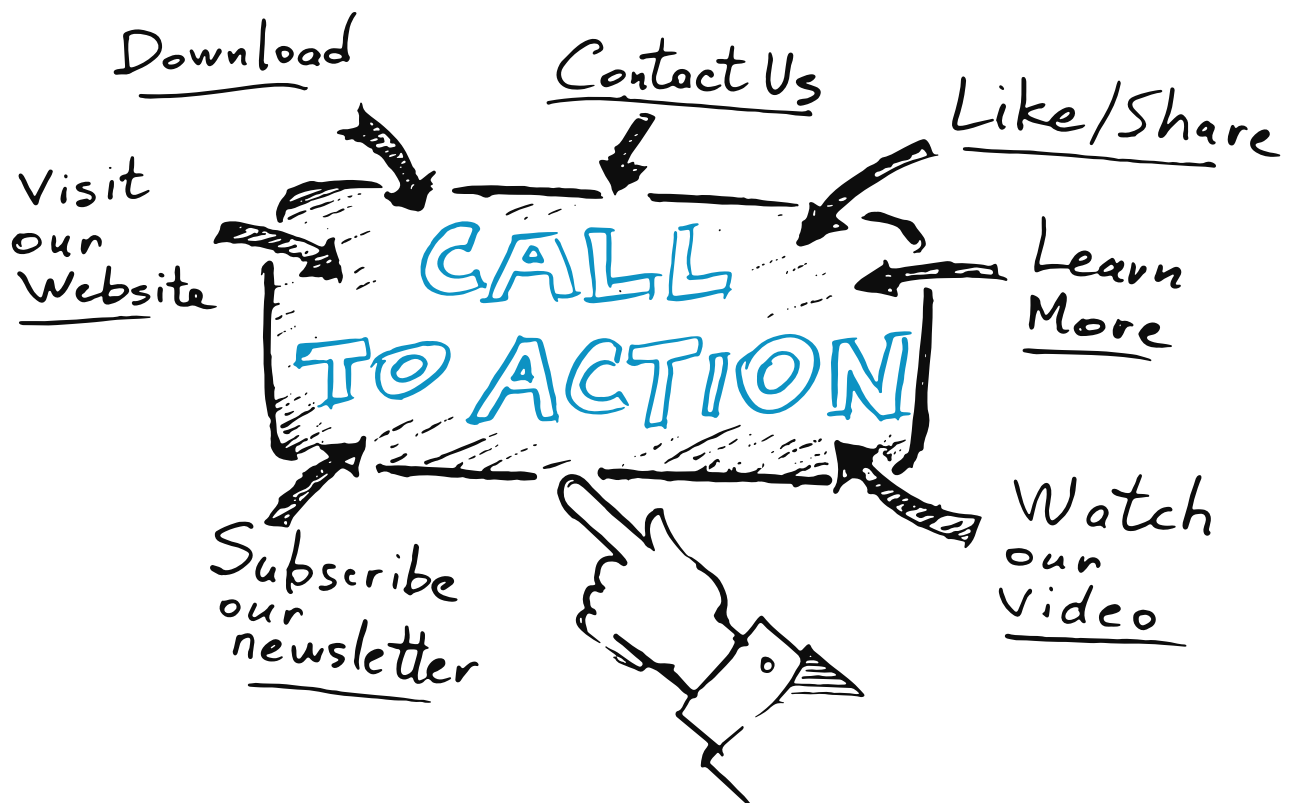 Download
Contact Us
Like/Share
Visit
our
Website
CALL
TO ACTION
Learn
More
Subscribe
our
newsletter
Watch
our
video